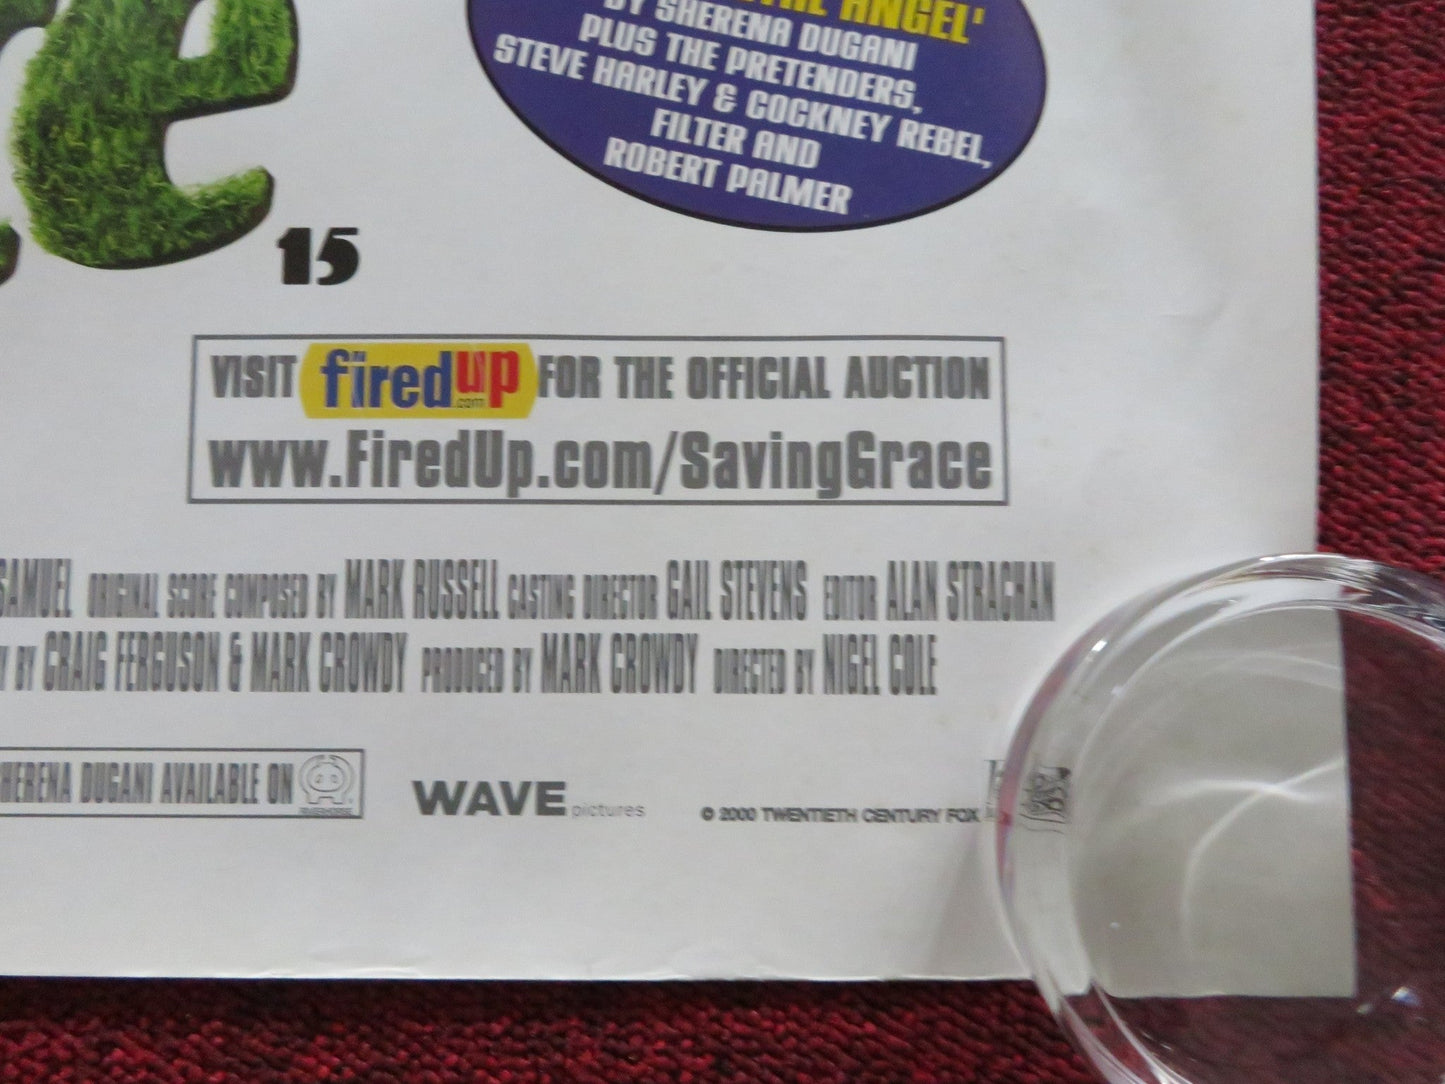 ANGEL'
BY SHERENA DUGANI
PLUS THE PRETENDERS,
STEVE HARLEY & COCKNEY REBEL,
FILTER AND
ROBERT PALMER
15
VISIT firedup.com FOR THE OFFICIAL AUCTION
www.FiredUp.com/SavingGrace
SAMUEL ORIGINAL SCORE COMPOSED BY MARK RUSSELL CASTING DIRECTOR GAIL STEVENS EDITOR ALAN STRACHAN
BY CRAIG FERGUSON & MARK CROWDY PRODUCED BY MARK CROWDY DIRECTED BY NIGEL COLE
SHERENA DUGANI AVAILABLE ON
WAVE pictures
© 2000 TWENTIETH CENTURY FOX